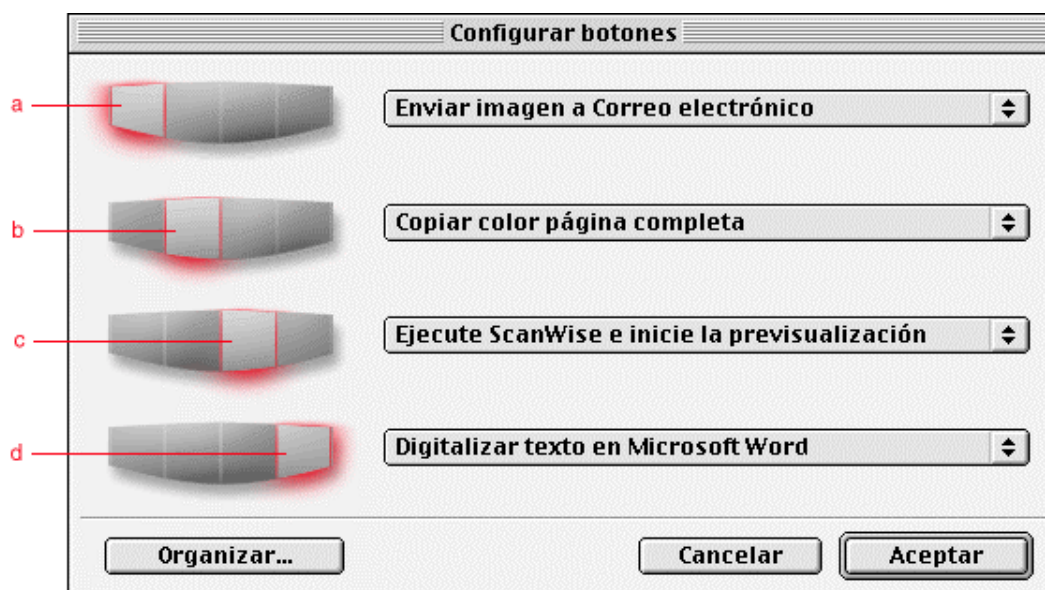 Configurar botones
a
Enviar imagen a Correo electrónico
b
Copiar color página completa
c
Ejecute ScanWise e inicie la previsualización
d
Digitalizar texto en Microsoft Word
Organizar...
Cancelar
Aceptar